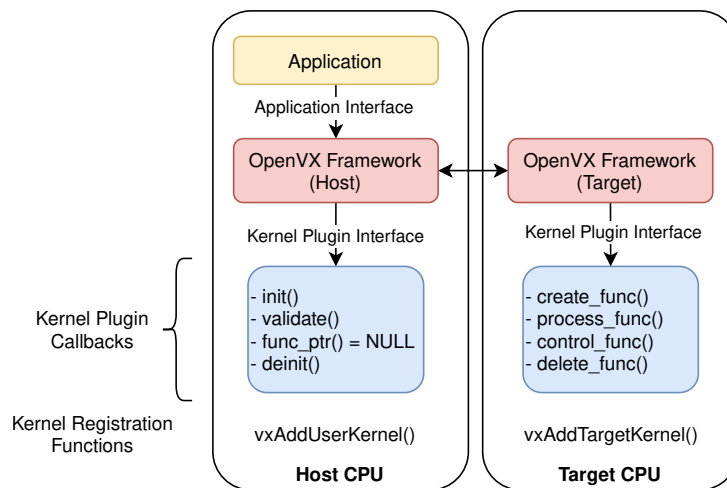 Application
Application Interface
OpenVX Framework
(Host)
OpenVX Framework
(Target)
Kernel Plugin Interface
Kernel Plugin Interface
Kernel Plugin
Callbacks
- init()
- validate()
- func_ptr() = NULL
- deinit()
- create_func()
- process_func()
- control_func()
- delete_func()
Kernel Registration
Functions
vxAddUserKernel()
vxAddTargetKernel()
Host CPU
Target CPU